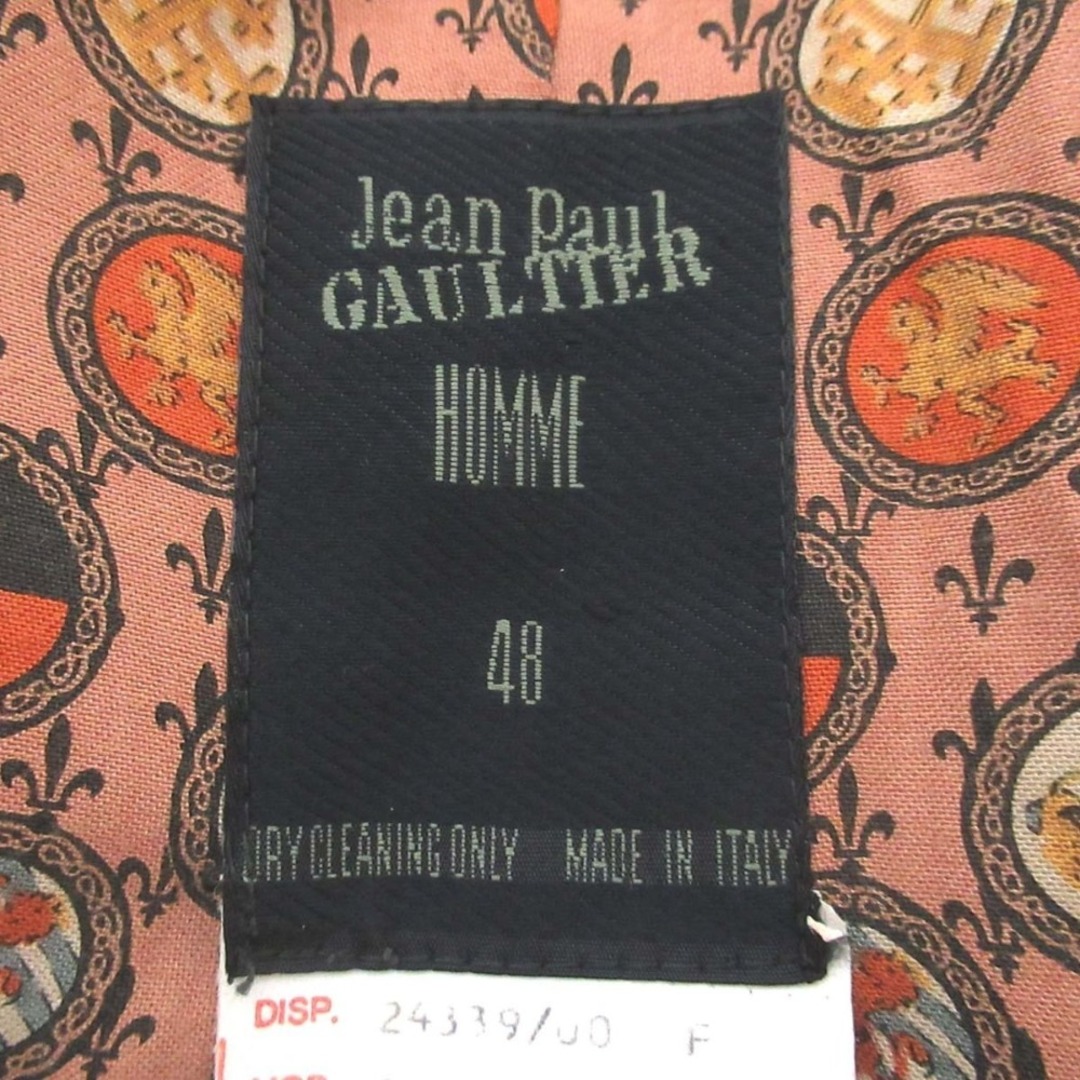 Jean Paul
GAULTIER
HOMME
48
DRY CLEANING ONLY MADE IN ITALY
DISP. 24339/00 F